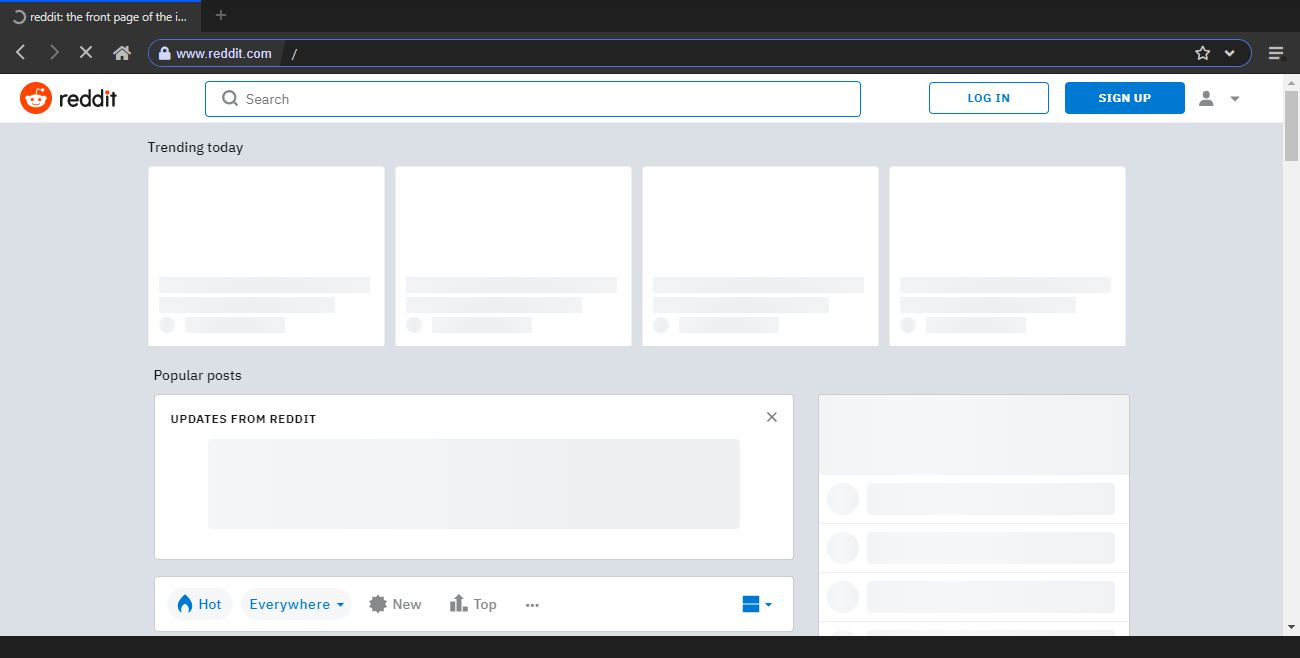 reddit: the front page of the i...
www.reddit.com /
reddit
Search
LOG IN
SIGN UP
Trending today
Popular posts
UPDATES FROM REDDIT
Hot
Everywhere
New
Top